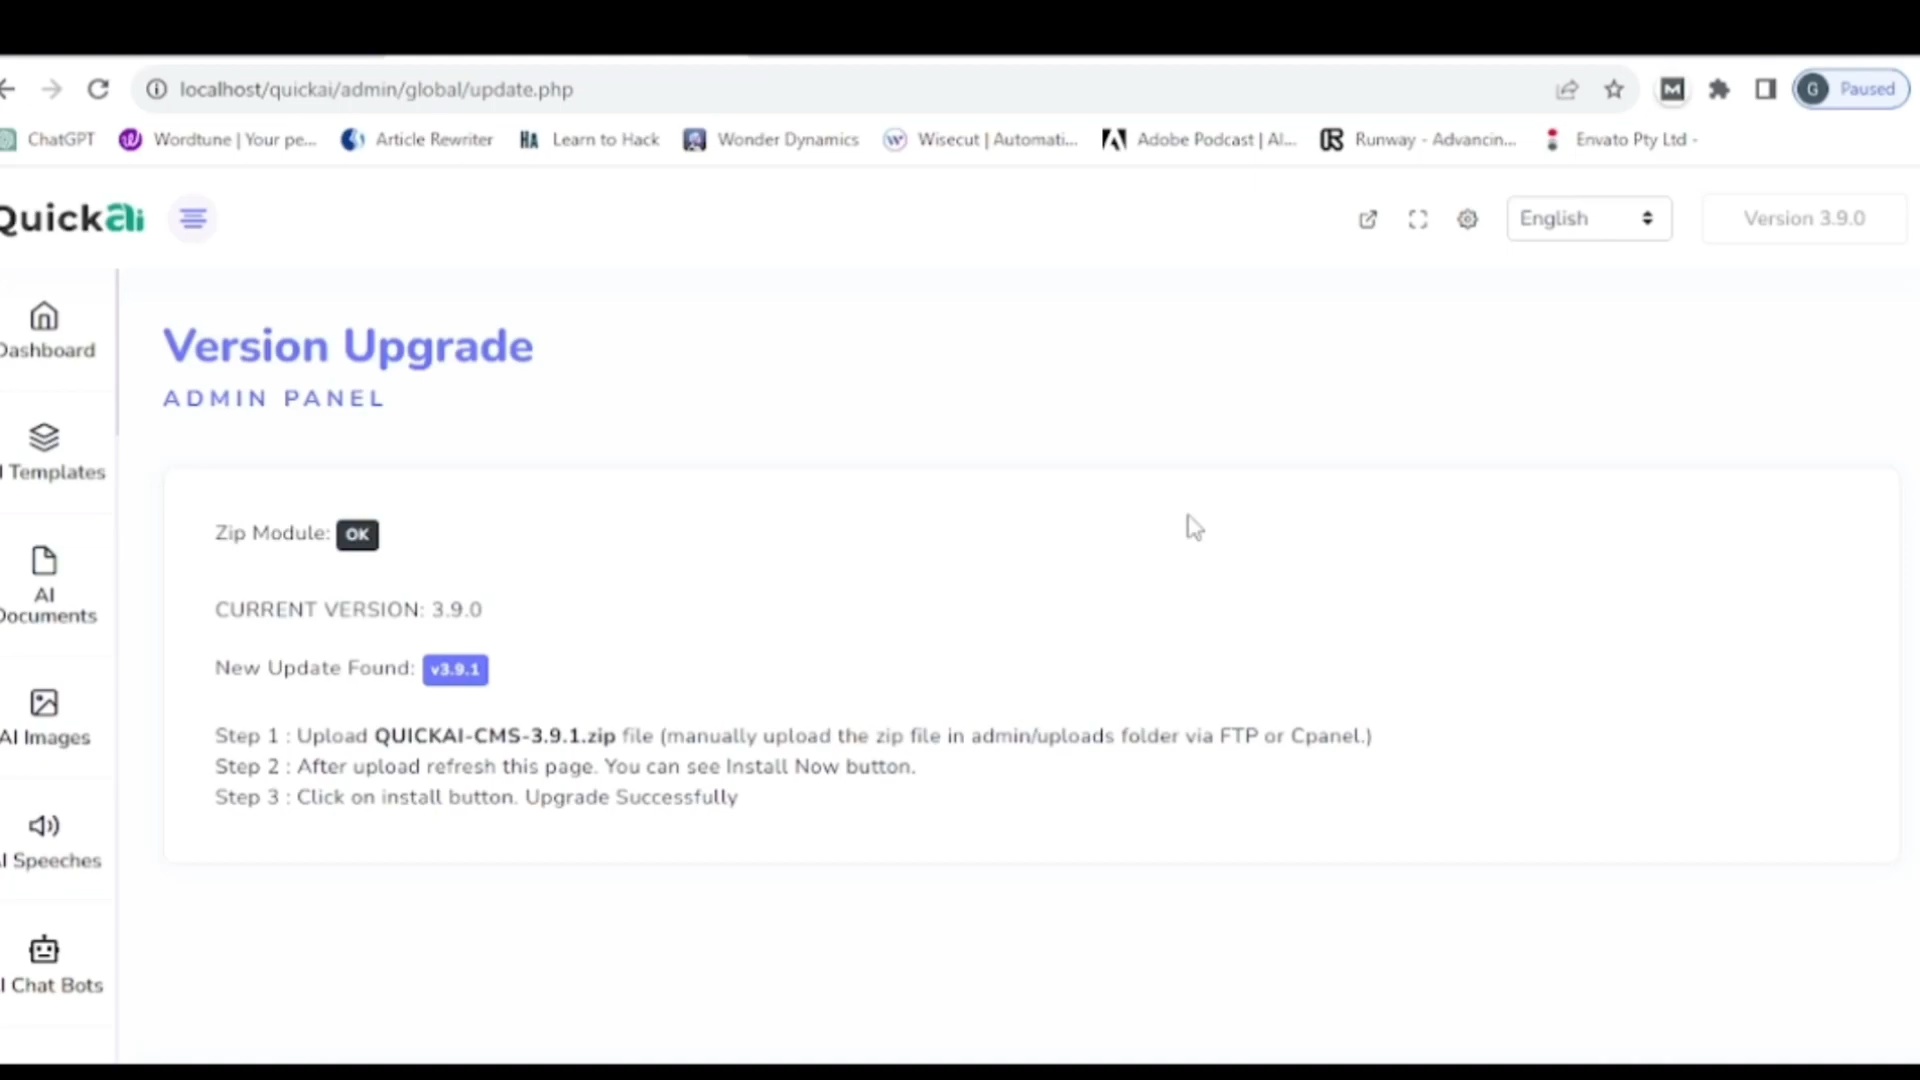 localhost/quickai/admin/global/update.php
G Paused
ChatGPT
Wordtune | Your pe...
Article Rewriter
HA Learn to Hack
Wonder Dynamics
Wisecut | Automati...
Adobe Podcast | AI...
Runway - Advancin...
Envato Pty Ltd -
Quickai
English
Version 3.9.0
Dashboard
Templates
AI
Documents
AI Images
Speeches
Chat Bots
Version Upgrade
ADMIN PANEL
Zip Module: OK
CURRENT VERSION: 3.9.0
New Update Found: v3.9.1
Step 1 : Upload QUICKAI-CMS-3.9.1.zip file (manually upload the zip file in admin/uploads folder via FTP or Cpanel.)
Step 2 : After upload refresh this page. You can see Install Now button.
Step 3 : Click on install button. Upgrade Successfully